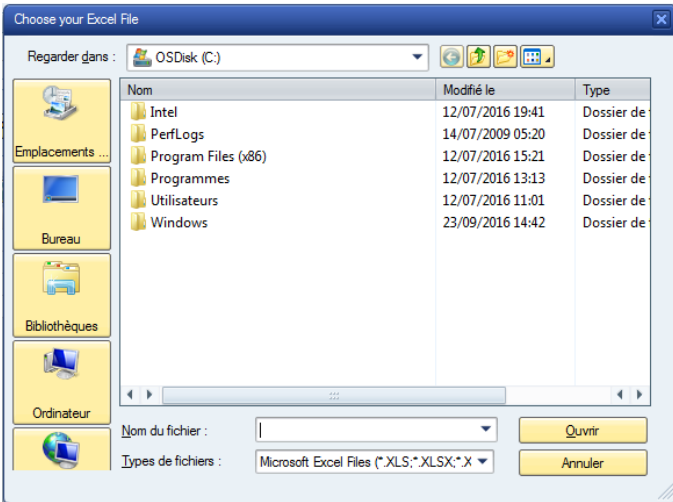 Choose your Excel File
Regarder dans : OSDisk (C:)
Nom Modifié le Type
Intel 12/07/2016 19:41 Dossier de
PerfLogs 14/07/2009 05:20 Dossier de
Program Files (x86) 12/07/2016 15:21 Dossier de
Programmes 12/07/2016 13:13 Dossier de
Utilisateurs 12/07/2016 11:01 Dossier de
Windows 23/09/2016 14:42 Dossier de
Emplacements ...
Bureau
Bibliothèques
Ordinateur
Nom du fichier : Ouvrir
Types de fichiers : Microsoft Excel Files (*.XLS;*.XLSX;*.X Annuler